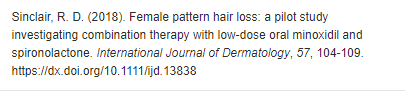 Sinclair, R. D. (2018). Female pattern hair loss: a pilot study
investigating combination therapy with low-dose oral minoxidil and
spironolactone. International Journal of Dermatology, 57, 104-109.
https://dx.doi.org/10.1111/ijd.13838